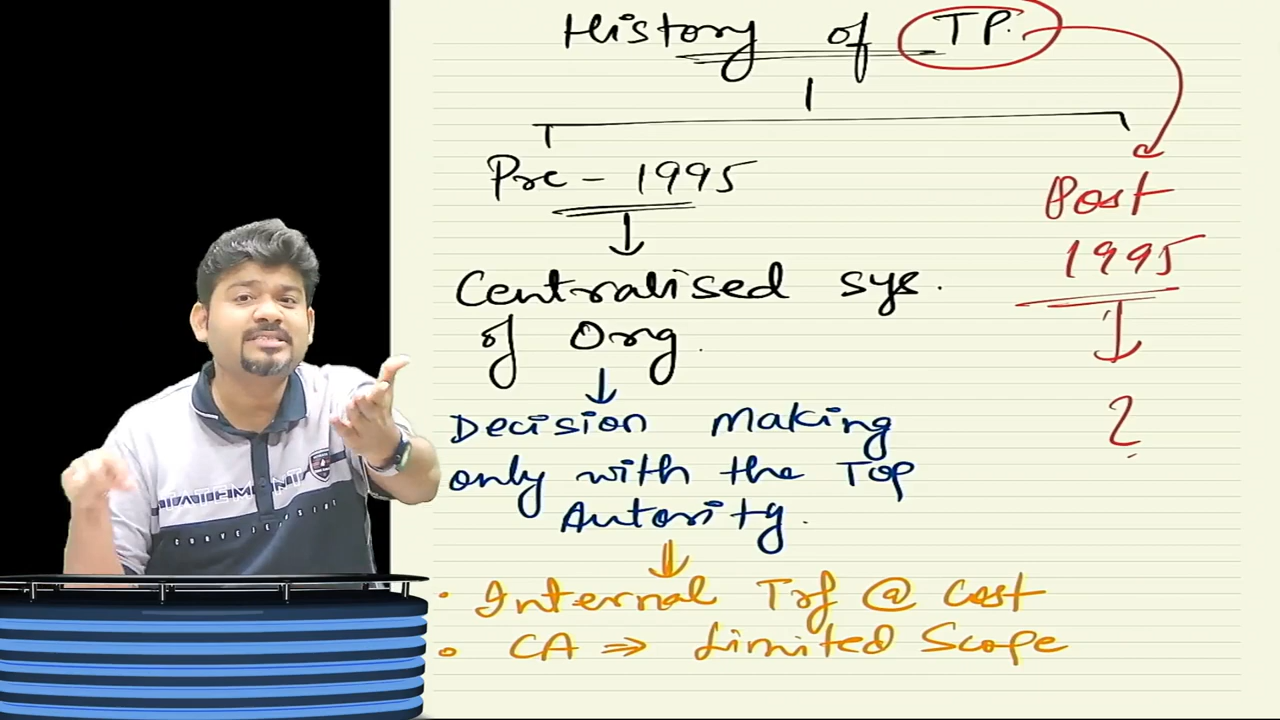 History of TP.
Pre - 1995
Centralised sys.
of Org.
Decision Making
only with the Top
Autority.
• Internal Trf @ Cost
• CA ⇒ Limited Scope
Post
1995
?